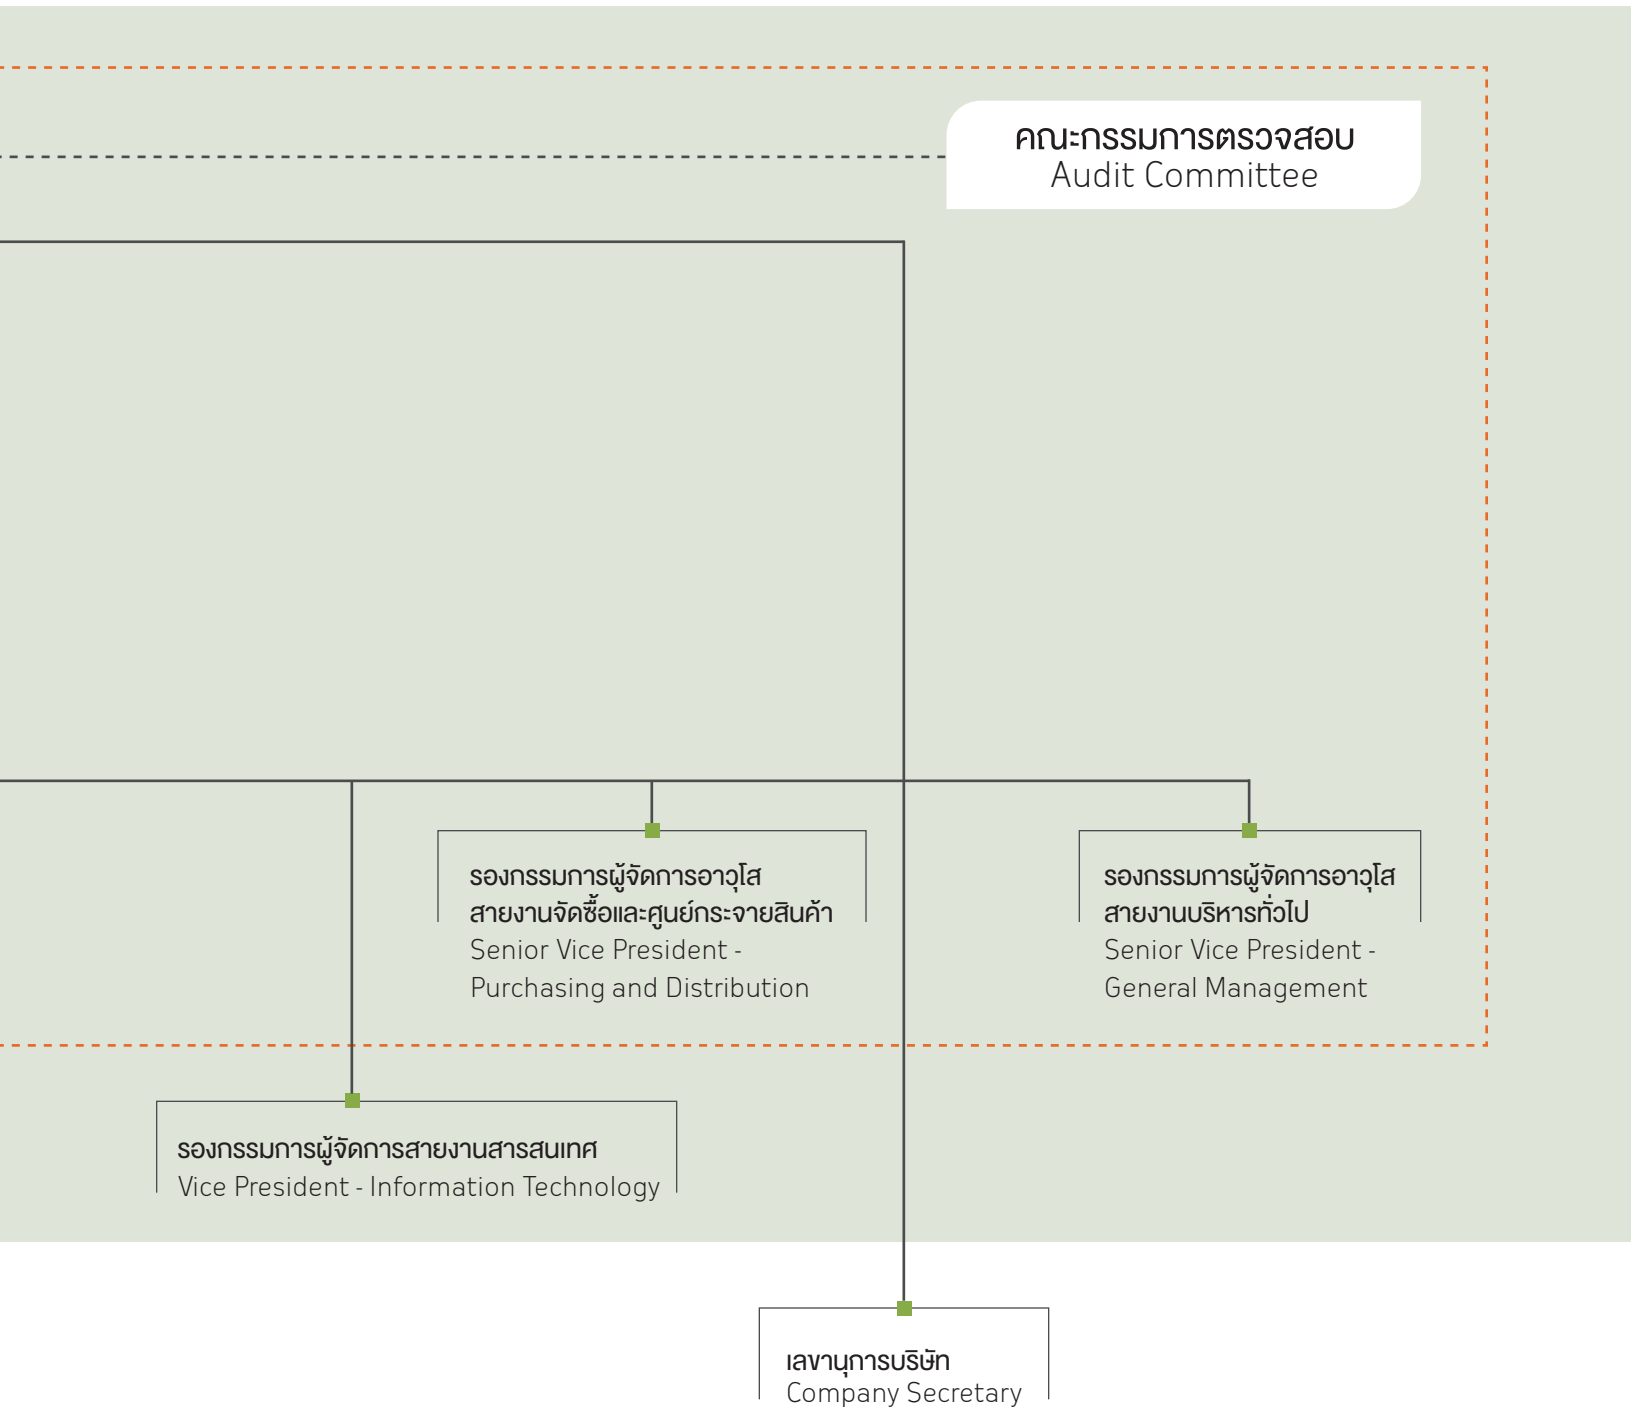 คณะกรรมการตรวจสอบ
Audit Committee
รองกรรมการผู้จัดการอาวุโส
สายงานจัดซื้อและศูนย์กระจายสินค้า
Senior Vice President -
Purchasing and Distribution
รองกรรมการผู้จัดการอาวุโส
สายงานบริหารทั่วไป
Senior Vice President -
General Management
รองกรรมการผู้จัดการสายงานสารสนเทศ
Vice President - Information Technology
เลขานุการบริษัท
Company Secretary